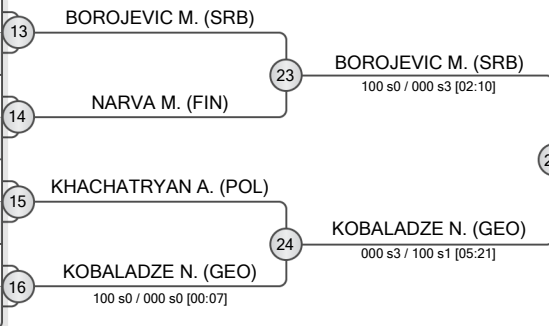 BOROJEVIC M. (SRB)
13
23
BOROJEVIC M. (SRB)
100 s0 / 000 s3 [02:10]
NARVA M. (FIN)
14
KHACHATRYAN A. (POL)
15
24
KOBALADZE N. (GEO)
000 s3 / 100 s1 [05:21]
KOBALADZE N. (GEO)
16
100 s0 / 000 s0 [00:07]